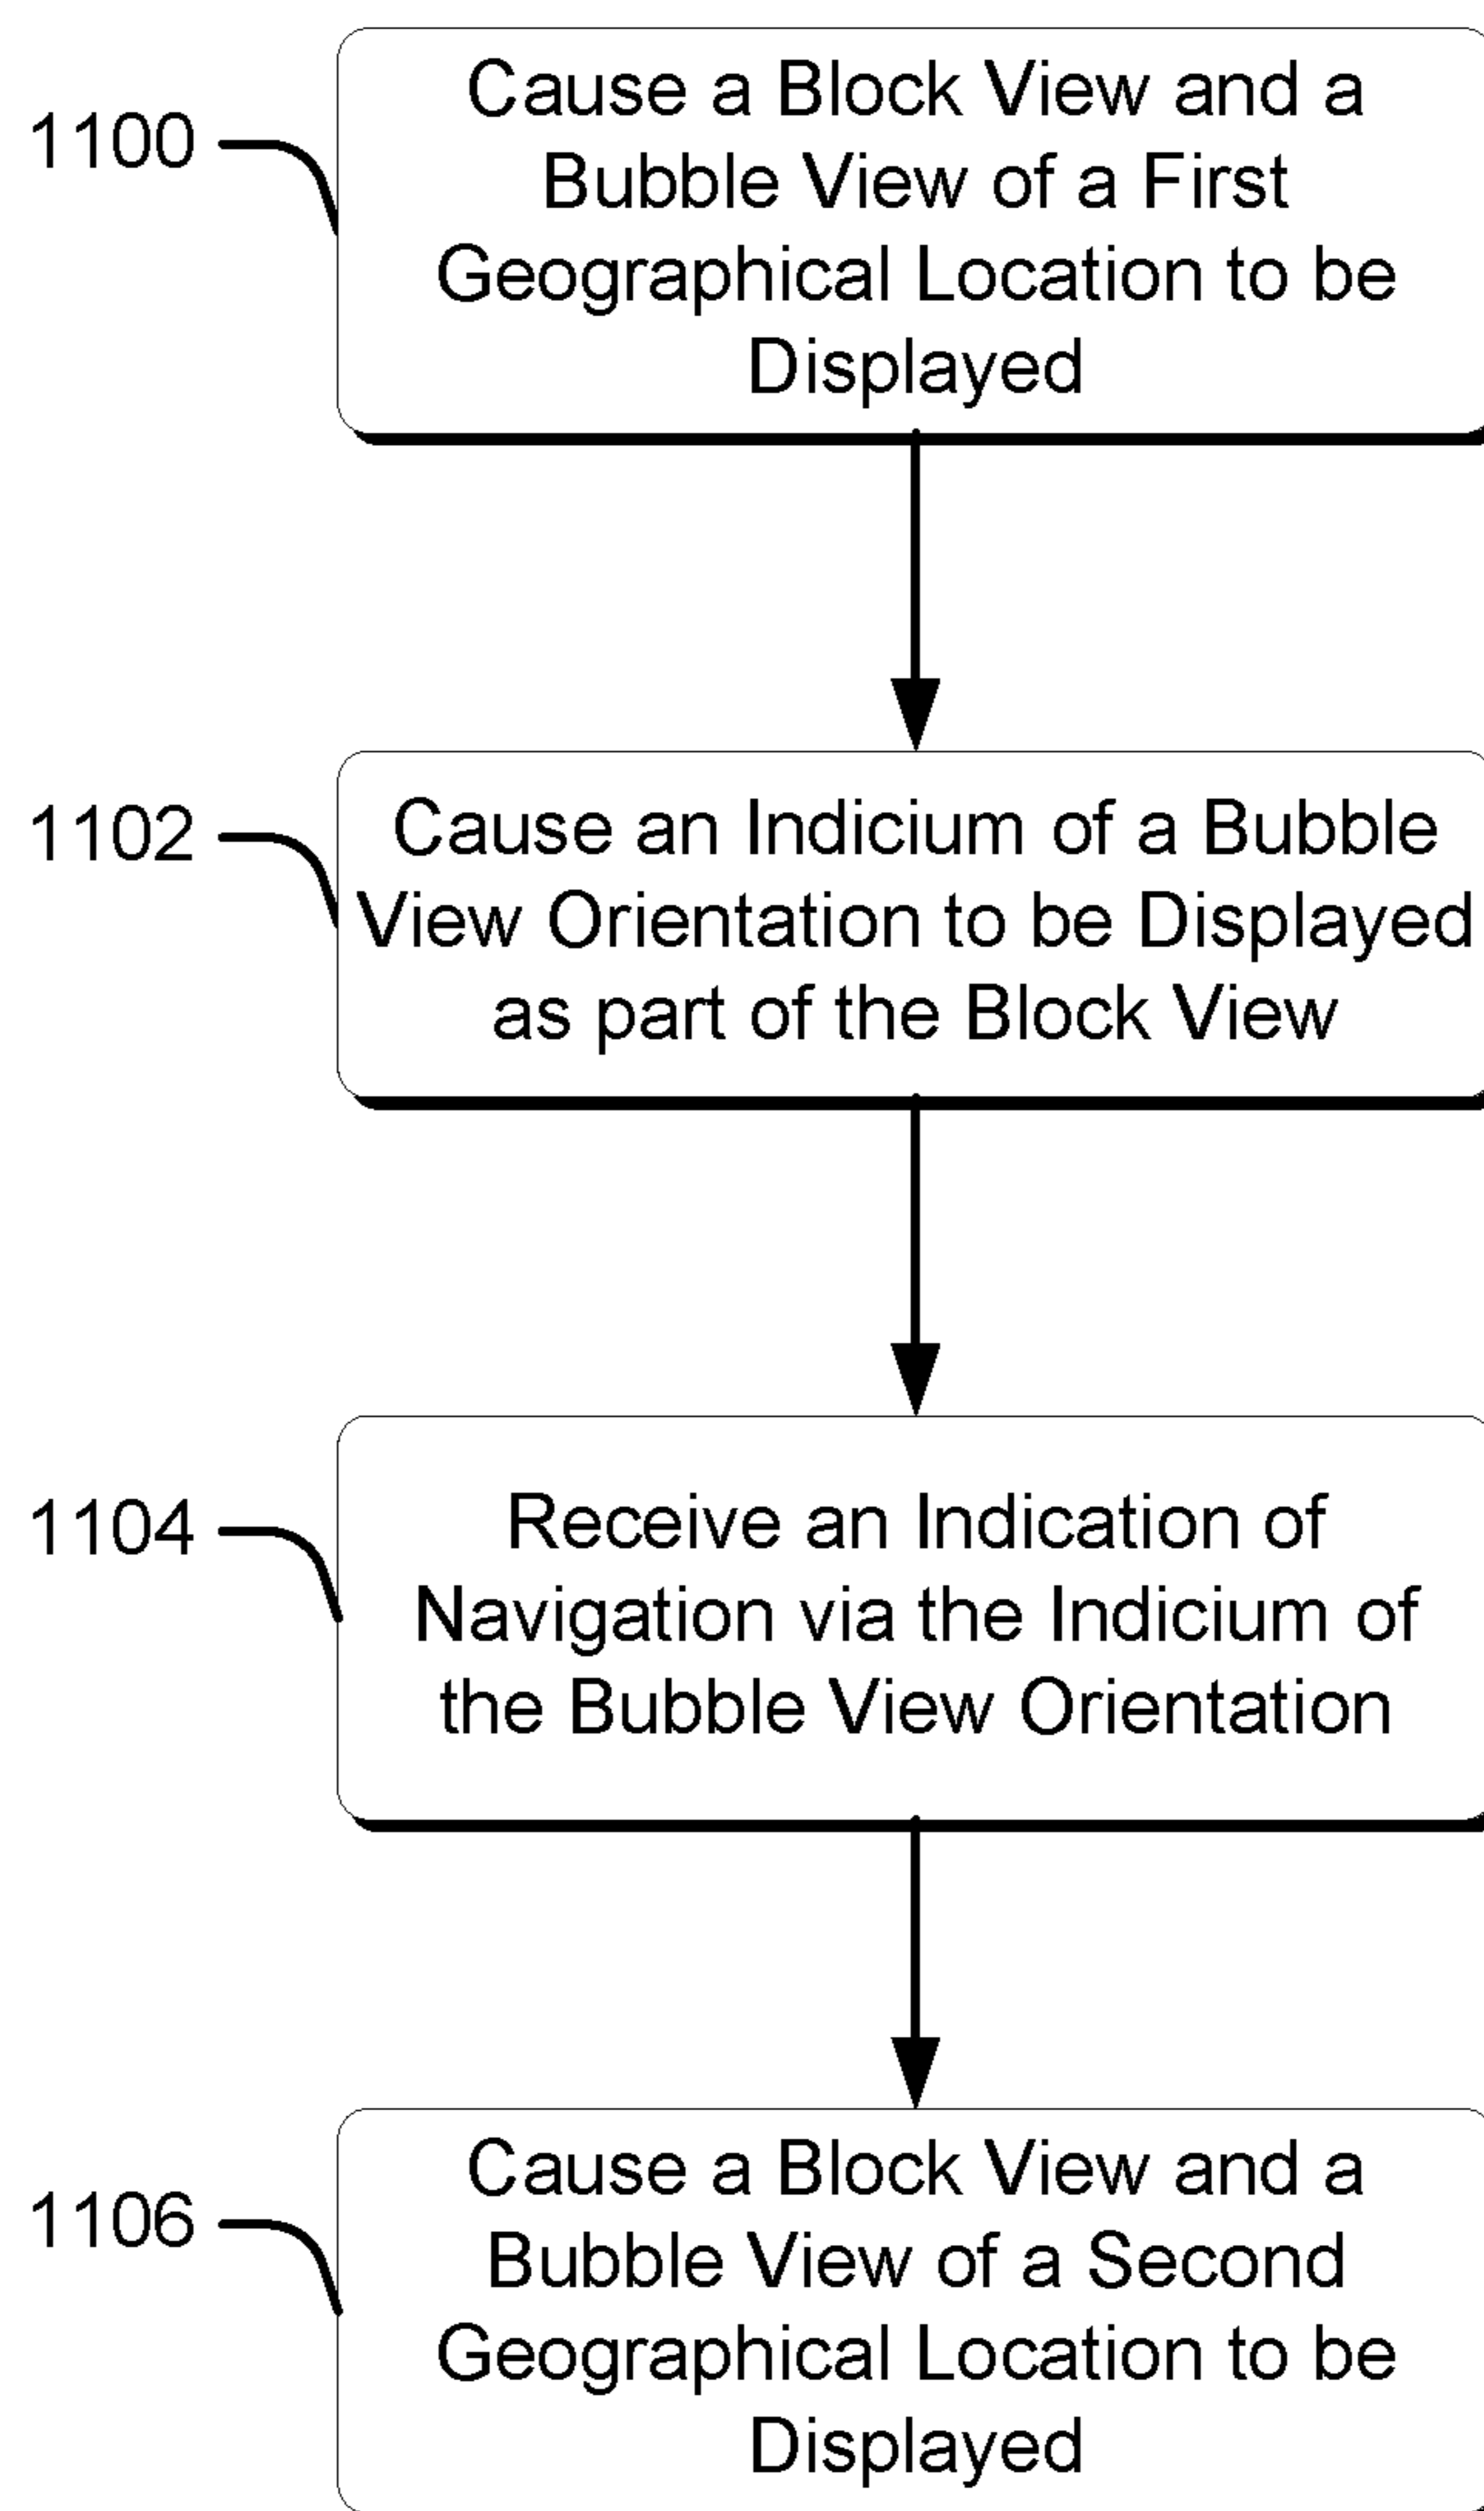 1100
Cause a Block View and a
Bubble View of a First
Geographical Location to be
Displayed
1102
Cause an Indicium of a Bubble
View Orientation to be Displayed
as part of the Block View
1104
Receive an Indication of
Navigation via the Indicium of
the Bubble View Orientation
1106
Cause a Block View and a
Bubble View of a Second
Geographical Location to be
Displayed